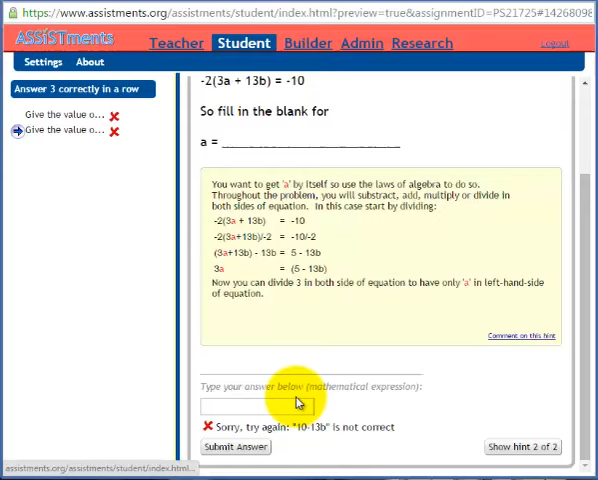 https://www.assistments.org/assistments/student/index.html?preview=true&assignmentID=PS21725#14268098
ASSiSTments
Teacher Student Builder Admin Research
Logout
Settings About
Answer 3 correctly in a row
Give the value o...
Give the value o...
-2(3a + 13b) = -10
So fill in the blank for
a = ___________________________
You want to get 'a' by itself so use the laws of algebra to do so.
Throughout the problem, you will subtract, add, multiply or divide in
both sides of equation. In this case start by dividing:
-2(3a + 13b) = -10
-2(3a+13b)/-2 = -10/-2
(3a+13b) - 13b = 5 - 13b
3a = (5 - 13b)
Now you can divide 3 in both side of equation to have only 'a' in left-hand-side
of equation.
Comment on this hint
Type your answer below (mathematical expression):
Sorry, try again: "10-13b" is not correct
Submit Answer
Show hint 2 of 2
assistments.org/assistments/student/index.html...